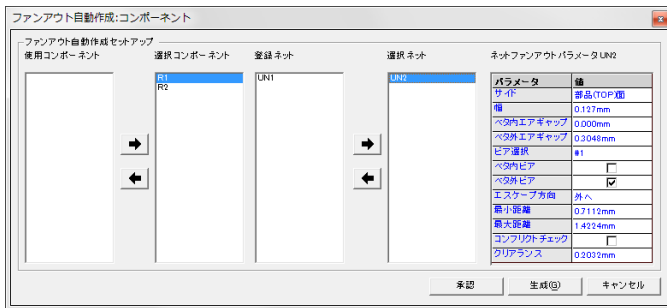 ファンアウト自動作成:コンポーネント
ファンアウト自動作成セットアップ
使用コンポーネント 選択コンポーネント 登録ネット 選択ネット ネットファンアウトパラメータUN2
R1 UN1 UN2
R2
パラメータ 値
サイド 部品(TOP)面
幅 0.127mm
ベタ内エアギャップ 0.000mm
ベタ外エアギャップ 0.3048mm
ビア選択 #1
ベタ内ビア
ベタ外ビア
エスケープ方向 外へ
最小距離 0.7112mm
最大距離 1.4224mm
コンフリクトチェック
クリアランス 0.2032mm
承認 生成(G) キャンセル